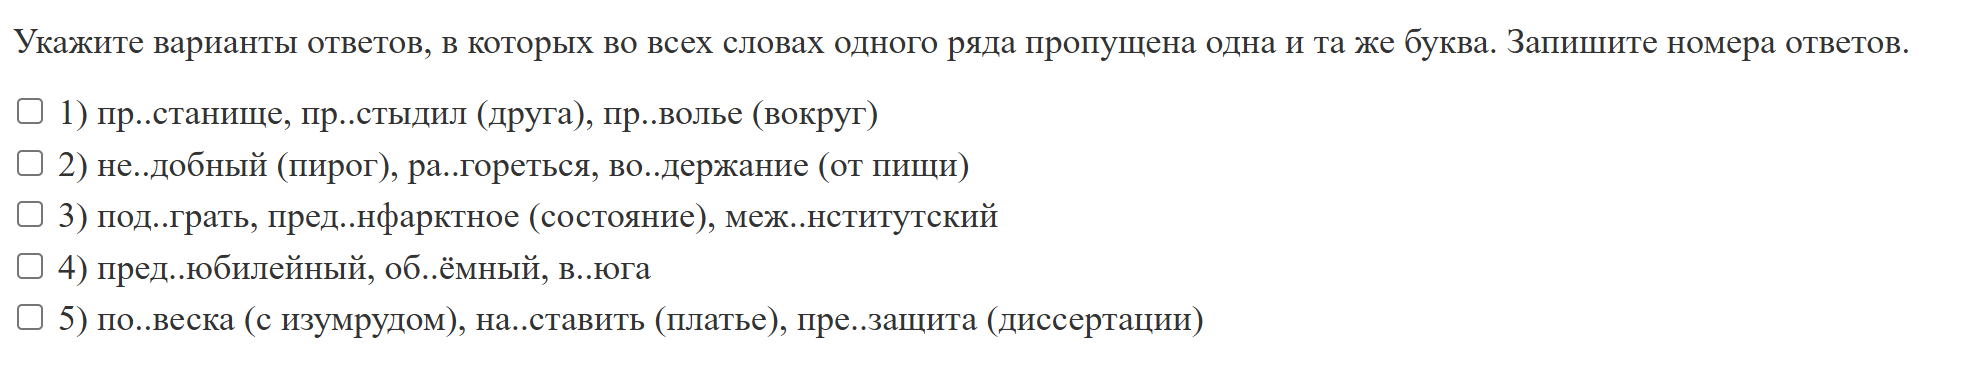 Укажите варианты ответов, в которых во всех словах одного ряда пропущена одна и та же буква. Запишите номера ответов.
1) пр..станище, пр..стыдил (друга), пр..волье (вокруг)
2) не..добный (пирог), ра..гореться, во..держание (от пищи)
3) под..грать, пред..нфарктное (состояние), меж..нститутский
4) пред..юбилейный, об..ёмный, в..юга
5) по..веска (с изумрудом), на..ставить (платье), пре..защита (диссертации)